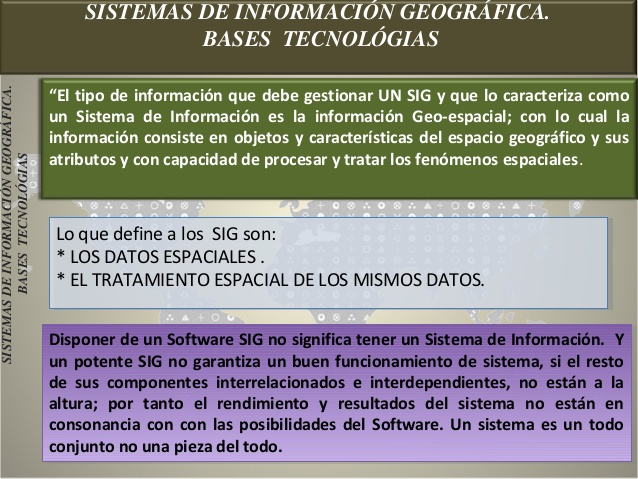 SISTEMAS DE INFORMACIÓN GEOGRÁFICA.
BASES TECNOLÓGIAS
SISTEMAS DE INFORMACIÓN GEOGRÁFICA.
BASES TECNOLÓGIAS
“El tipo de información que debe gestionar UN SIG y que lo caracteriza como
un Sistema de Información es la información Geo-espacial; con lo cual la
información consiste en objetos y características del espacio geográfico y sus
atributos y con capacidad de procesar y tratar los fenómenos espaciales.
Lo que define a los SIG son:
* LOS DATOS ESPACIALES .
* EL TRATAMIENTO ESPACIAL DE LOS MISMOS DATOS.
Disponer de un Software SIG no significa tener un Sistema de Información. Y
un potente SIG no garantiza un buen funcionamiento de sistema, si el resto
de sus componentes interrelacionados e interdependientes, no están a la
altura; por tanto el rendimiento y resultados del sistema no están en
consonancia con con las posibilidades del Software. Un sistema es un todo
conjunto no una pieza del todo.